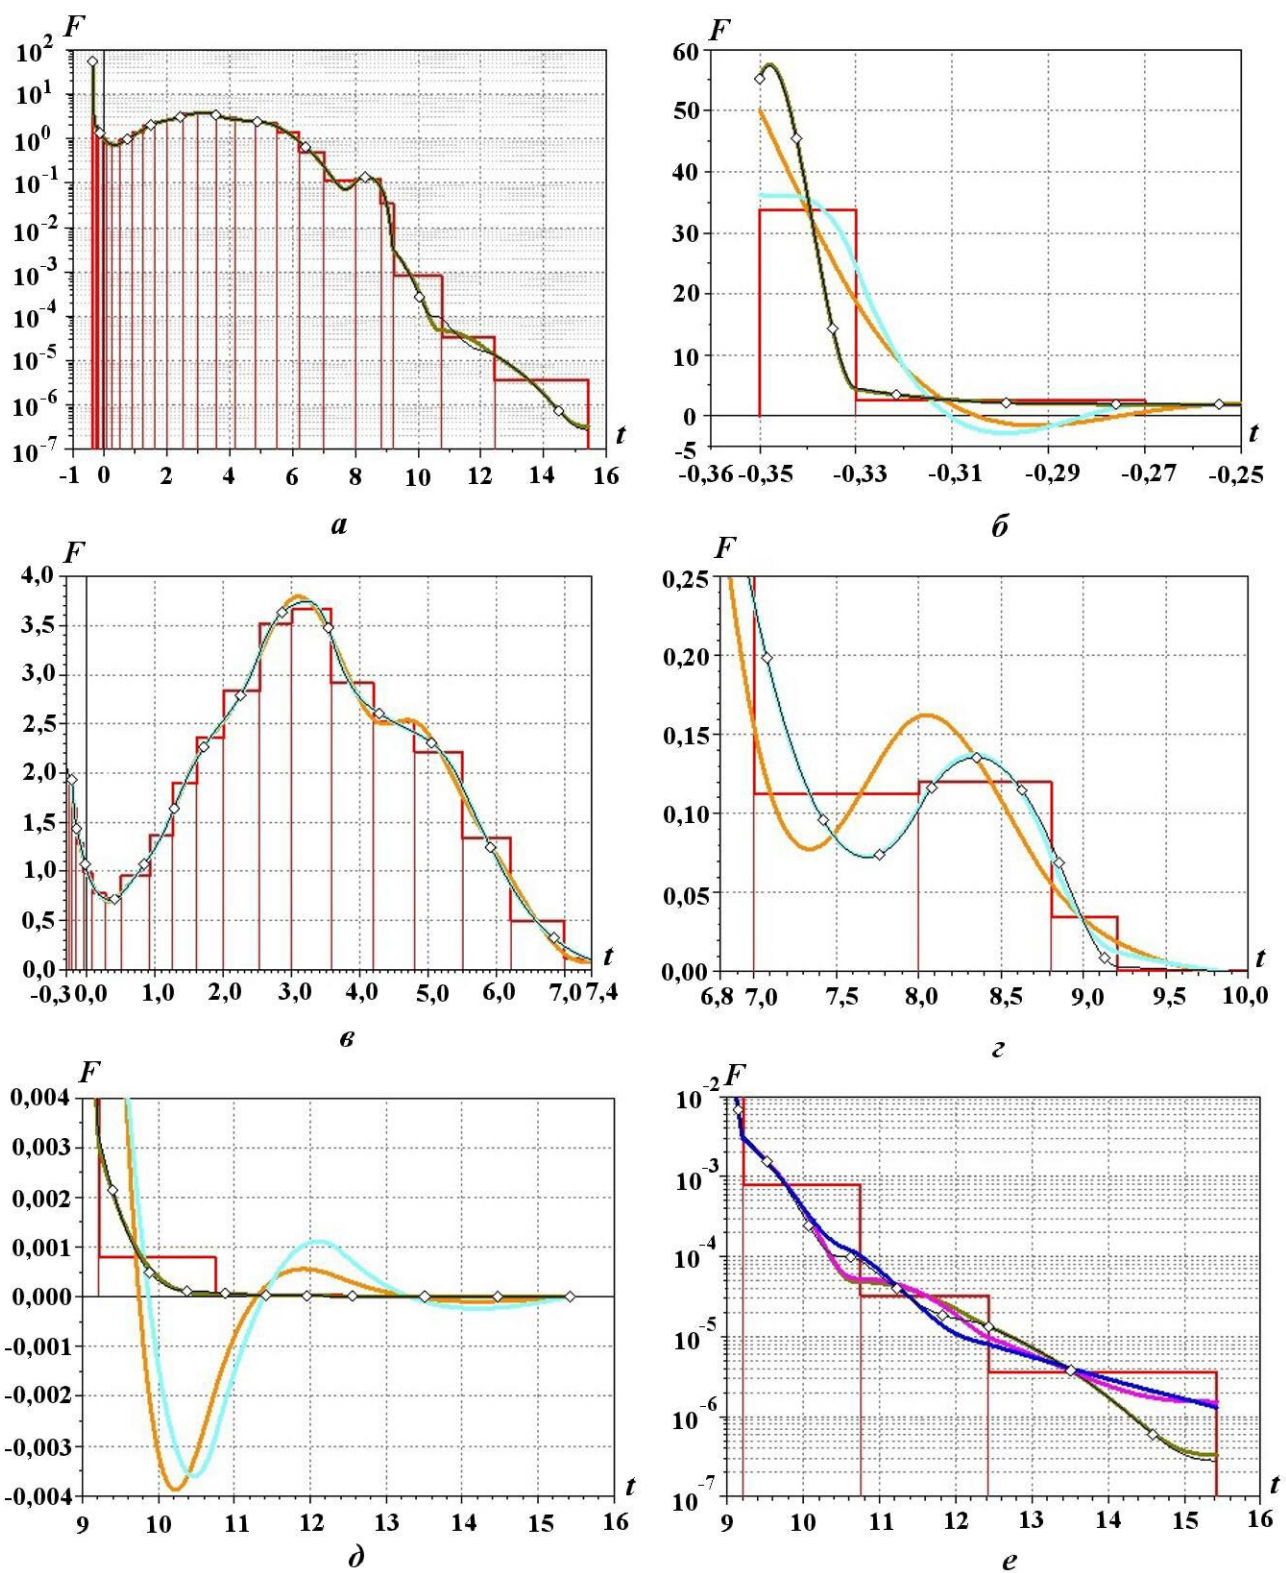 F
10² 10¹ 10⁰ 10⁻¹ 10⁻² 10⁻³ 10⁻⁴ 10⁻⁵ 10⁻⁶ 10⁻⁷
-1 0 2 4 6 8 10 12 14 16 t
а
F
60 50 40 30 20 10 0 -5
-0,36 -0,35 -0,33 -0,31 -0,29 -0,27 -0,25 t
б
F
4,0 3,5 3,0 2,5 2,0 1,5 1,0 0,5 0,0
-0,3 0,0 1,0 2,0 3,0 4,0 5,0 6,0 7,0 7,4 t
в
F
0,25 0,20 0,15 0,10 0,05 0,00
6,8 7,0 7,5 8,0 8,5 9,0 9,5 10,0 t
г
F
0,004 0,003 0,002 0,001 0,000 -0,001 -0,002 -0,003 -0,004
9 10 11 12 13 14 15 16 t
д
F
10⁻² 10⁻³ 10⁻⁴ 10⁻⁵ 10⁻⁶ 10⁻⁷
9 10 11 12 13 14 15 16 t
е